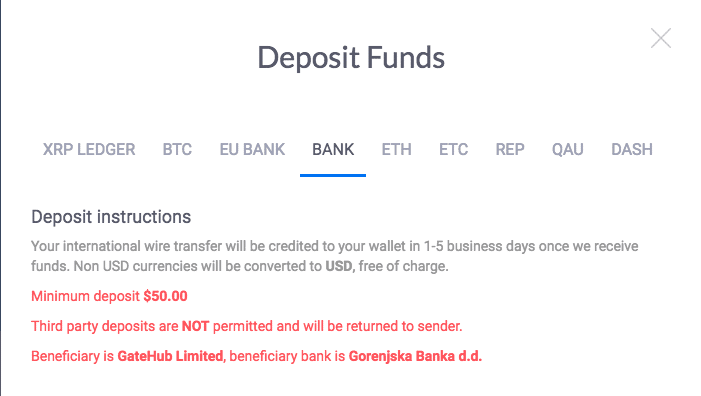 Deposit Funds
XRP LEDGER BTC EU BANK BANK ETH ETC REP QAU DASH
Deposit instructions
Your international wire transfer will be credited to your wallet in 1-5 business days once we receive
funds. Non USD currencies will be converted to USD, free of charge.
Minimum deposit $50.00
Third party deposits are NOT permitted and will be returned to sender.
Beneficiary is GateHub Limited, beneficiary bank is Gorenjska Banka d.d.